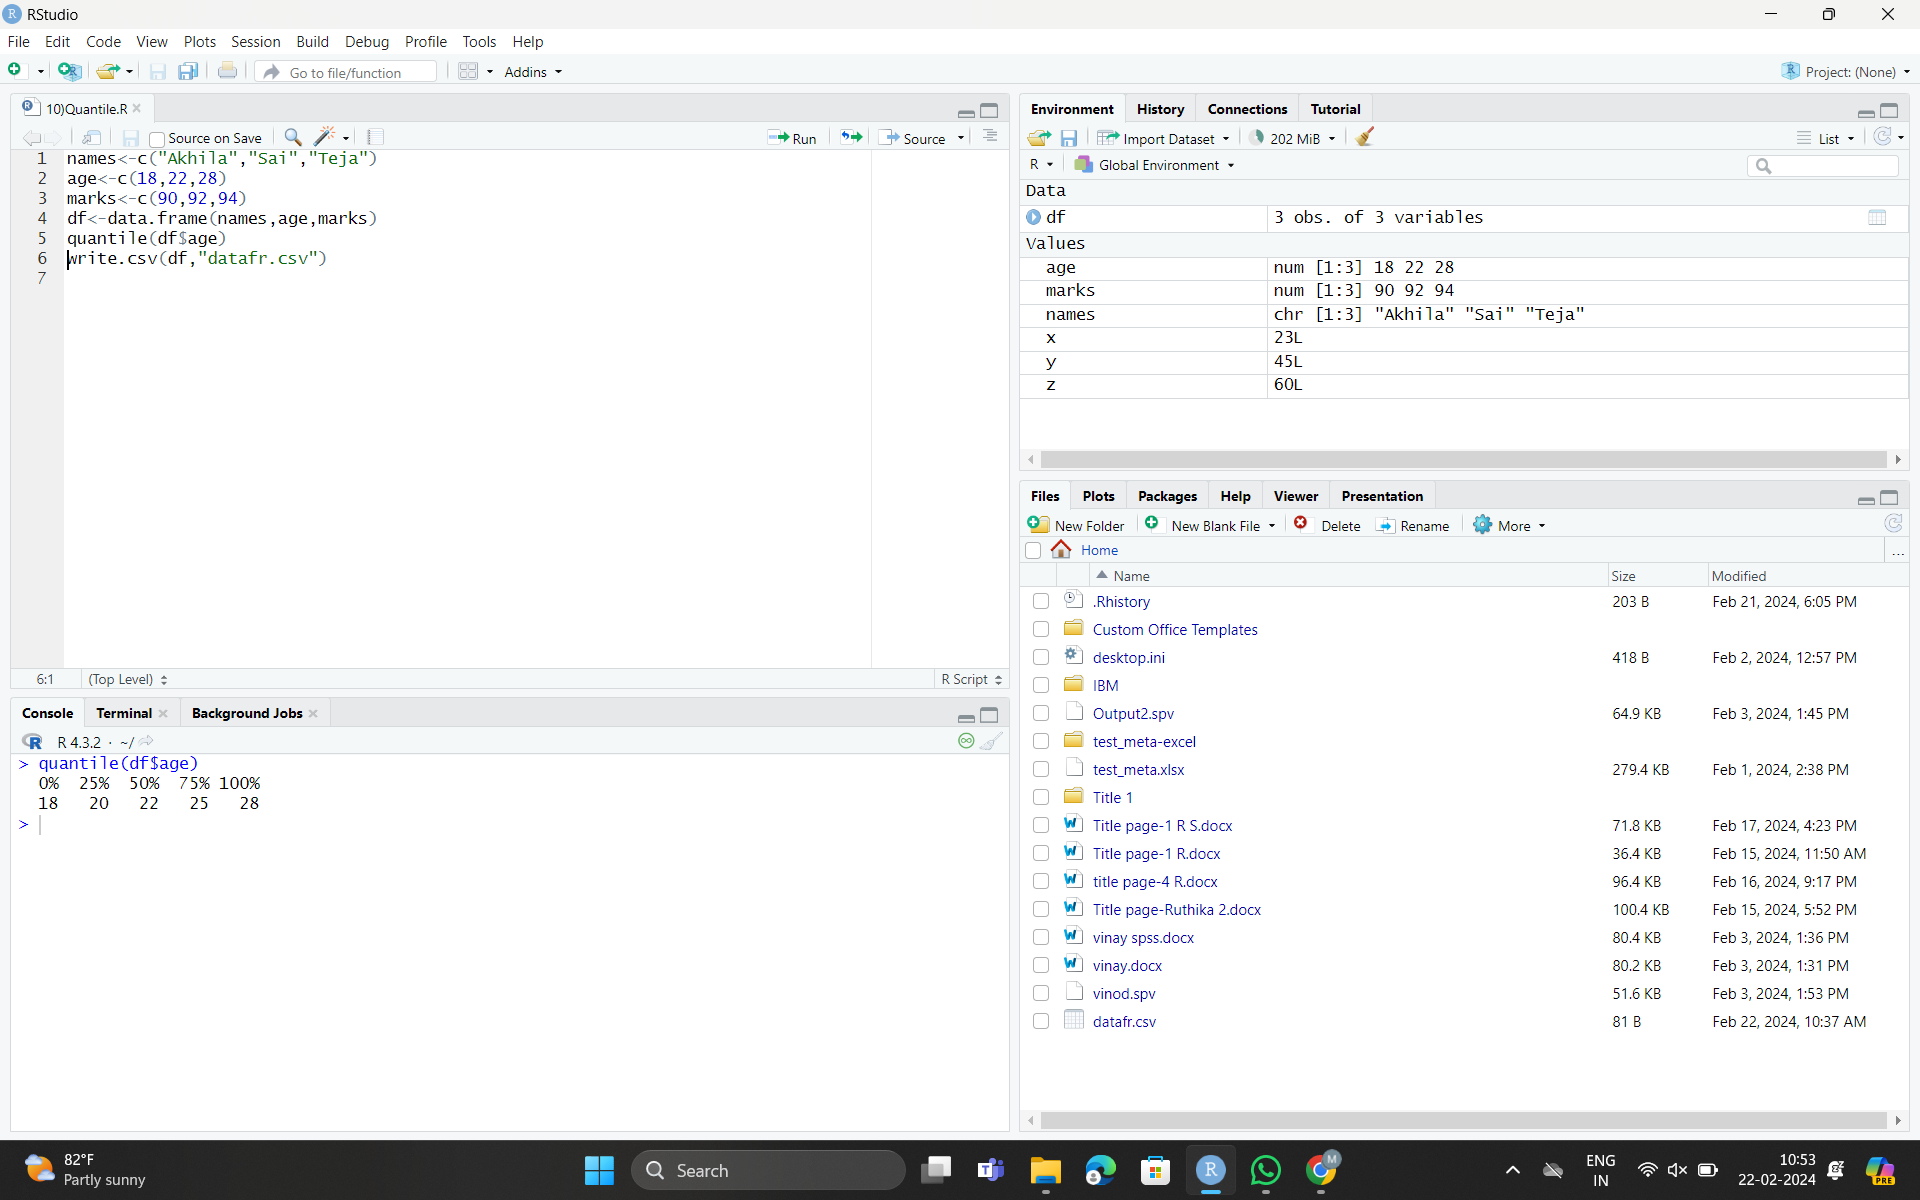 RStudio
File Edit Code View Plots Session Build Debug Profile Tools Help
Go to file/function Addins Project: (None)
10)Quantile.R
Source on Save Run Source
1 names<-c("Akhila","Sai","Teja")
2 age<-c(18,22,28)
3 marks<-c(90,92,94)
4 df<-data.frame(names,age,marks)
5 quantile(df$age)
6 write.csv(df,"datafr.csv")
7
6:1 (Top Level) R Script
Console Terminal Background Jobs
R 4.3.2 · ~/
> quantile(df$age)
0% 25% 50% 75% 100%
18 20 22 25 28
>
Environment History Connections Tutorial
Import Dataset 202 MiB List
R Global Environment
Data
df 3 obs. of 3 variables
Values
age num [1:3] 18 22 28
marks num [1:3] 90 92 94
names chr [1:3] "Akhila" "Sai" "Teja"
x 23L
y 45L
z 60L
Files Plots Packages Help Viewer Presentation
New Folder New Blank File Delete Rename More
Home ...
Name Size Modified
.Rhistory 203 B Feb 21, 2024, 6:05 PM
Custom Office Templates
desktop.ini 418 B Feb 2, 2024, 12:57 PM
IBM
Output2.spv 64.9 KB Feb 3, 2024, 1:45 PM
test_meta-excel
test_meta.xlsx 279.4 KB Feb 1, 2024, 2:38 PM
Title 1
Title page-1 R S.docx 71.8 KB Feb 17, 2024, 4:23 PM
Title page-1 R.docx 36.4 KB Feb 15, 2024, 11:50 AM
title page-4 R.docx 96.4 KB Feb 16, 2024, 9:17 PM
Title page-Ruthika 2.docx 100.4 KB Feb 15, 2024, 5:52 PM
vinay spss.docx 80.4 KB Feb 3, 2024, 1:36 PM
vinay.docx 80.2 KB Feb 3, 2024, 1:31 PM
vinod.spv 51.6 KB Feb 3, 2024, 1:53 PM
datafr.csv 81 B Feb 22, 2024, 10:37 AM
82°F
Partly sunny
Search
ENG
IN
10:53
22-02-2024
PRE